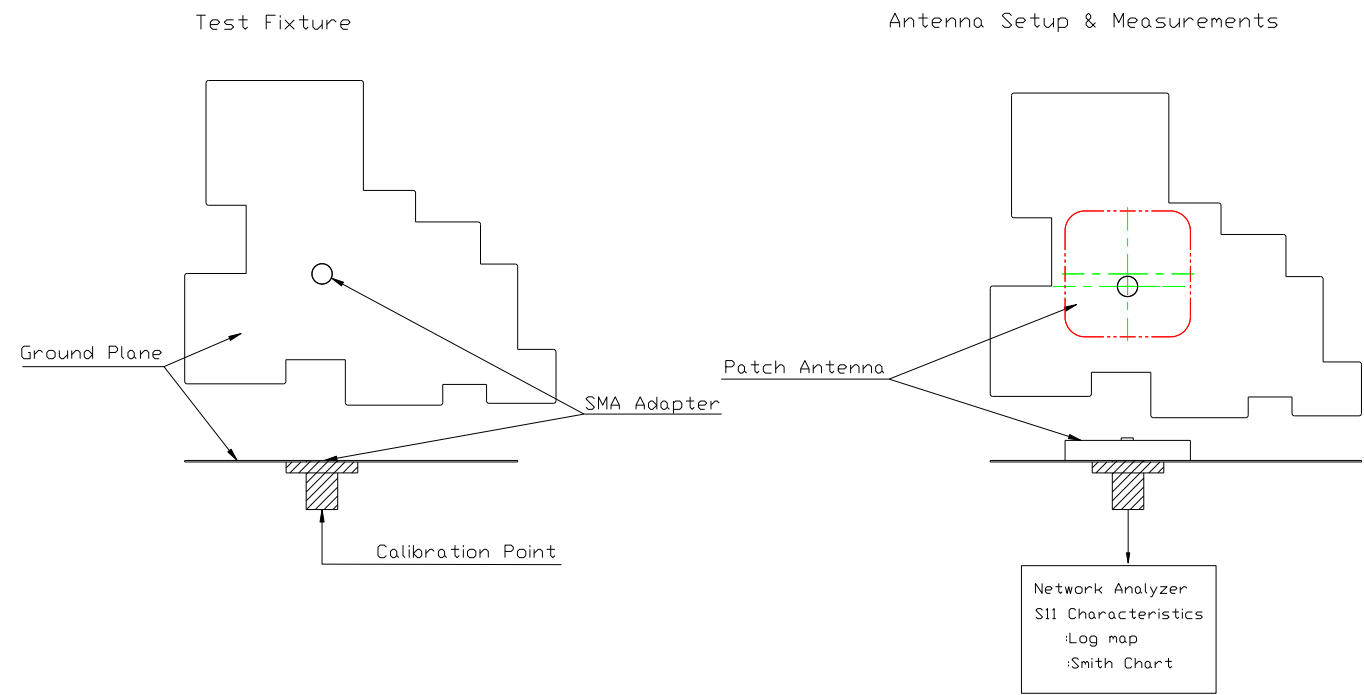 Test Fixture
Antenna Setup & Measurements
Ground Plane
SMA Adapter
Calibration Point
Patch Antenna
Network Analyzer
S11 Characteristics
:Log map
:Smith Chart